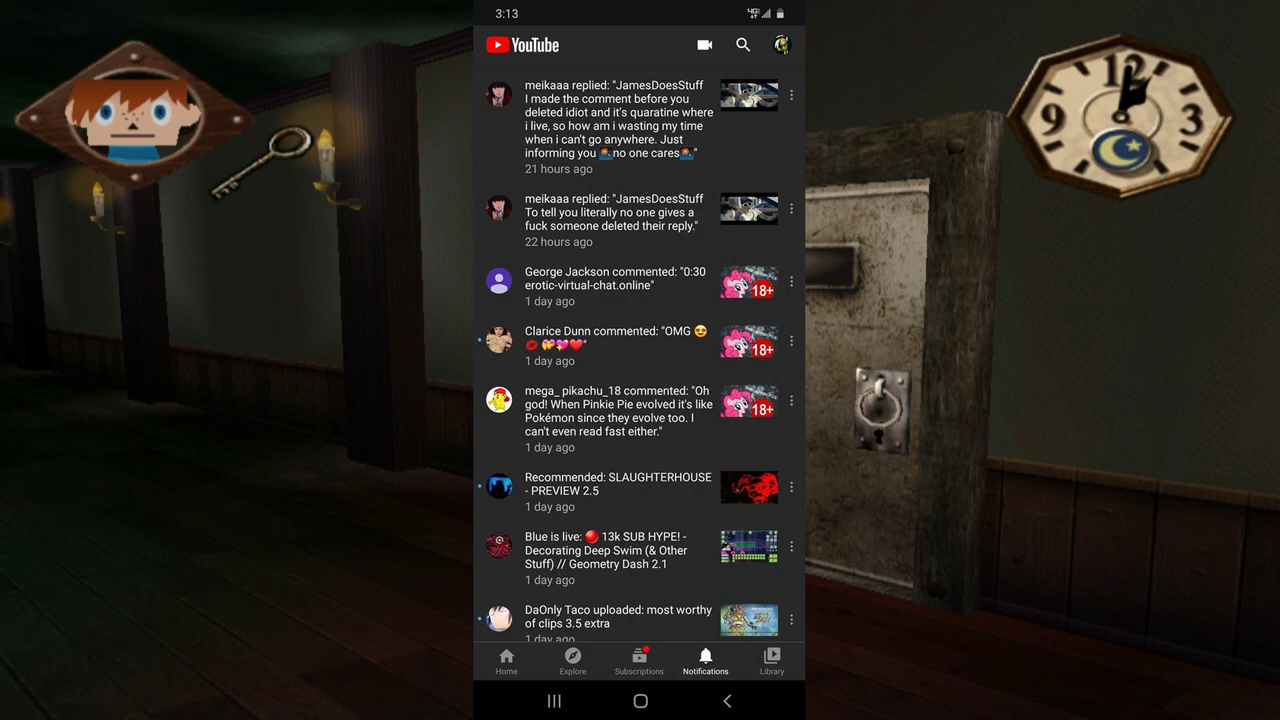 3:13
YouTube
meikaaa replied: "JamesDoesStuff
I made the comment before you
deleted idiot and it's quaratine where
i live, so how am i wasting my time
when i can't go anywhere. Just
informing you 🤷no one cares🤷"
21 hours ago
meikaaa replied: "JamesDoesStuff
To tell you literally no one gives a
fuck someone deleted their reply."
22 hours ago
George Jackson commented: "0:30
erotic-virtual-chat.online"
18+
1 day ago
Clarice Dunn commented: "OMG 😍
💋 💝💖❤️"
18+
1 day ago
mega_ pikachu_18 commented: "Oh
god! When Pinkie Pie evolved it's like
Pokémon since they evolve too. I
can't even read fast either."
18+
1 day ago
Recommended: SLAUGHTERHOUSE
- PREVIEW 2.5
1 day ago
Blue is live: 🔴 13k SUB HYPE! -
Decorating Deep Swim (& Other
Stuff) // Geometry Dash 2.1
1 day ago
DaOnly Taco uploaded: most worthy
of clips 3.5 extra
1 day ago
Home
Explore
Subscriptions
Notifications
Library
12
9
3